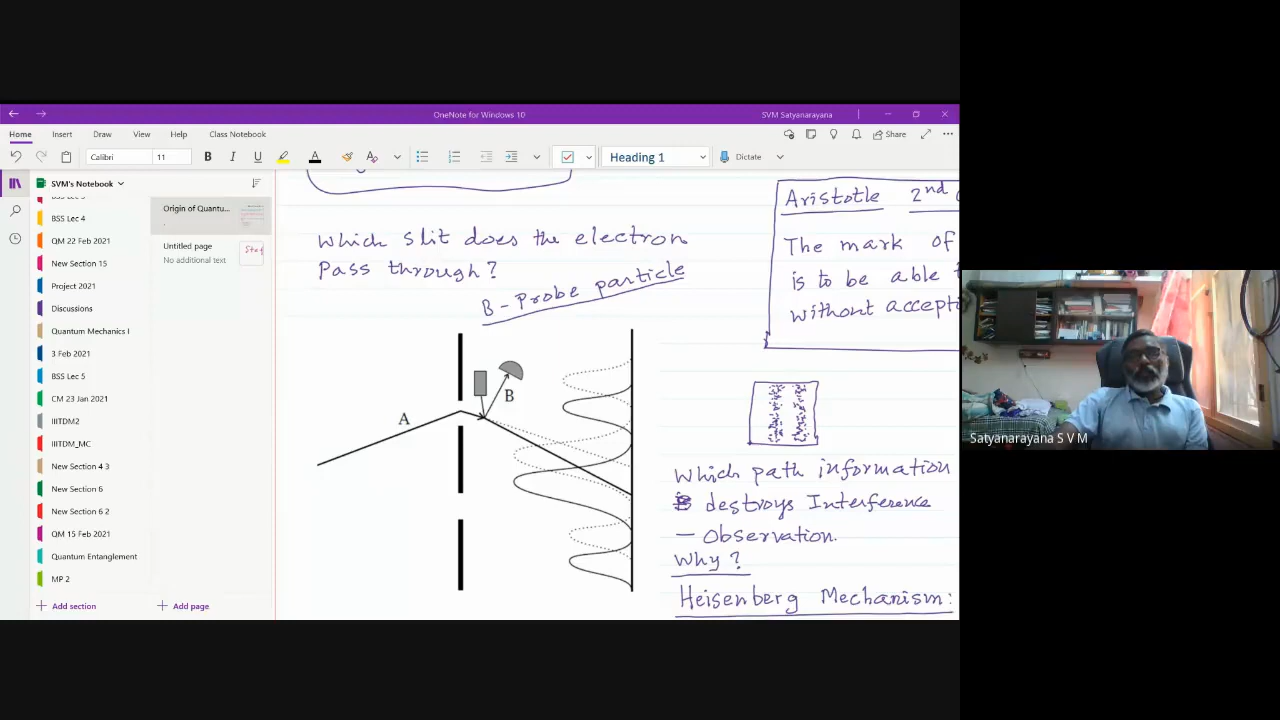 OneNote for Windows 10
SVM Satyanarayana
Home
Insert
Draw
View
Help
Class Notebook
Share
Calibri
11
B
I
U
A
Heading 1
Dictate
SVM's Notebook
BSS Lec 4
QM 22 Feb 2021
New Section 15
Project 2021
Discussions
Quantum Mechanics I
3 Feb 2021
BSS Lec 5
CM 23 Jan 2021
IIITDM2
IIITDM_MC
New Section 4 3
New Section 6
New Section 6 2
QM 15 Feb 2021
Quantum Entanglement
MP 2
Add section
Origin of Quantu...
Untitled page
No additional text
Add page
Which slit does the electron
Pass through?
B - Probe particle
A
B
Aristotle 2nd
The mark of
is to be able
without accepti
Which path information
destroys Interference
- Observation.
Why?
Heisenberg Mechanism:
Satyanarayana S V M